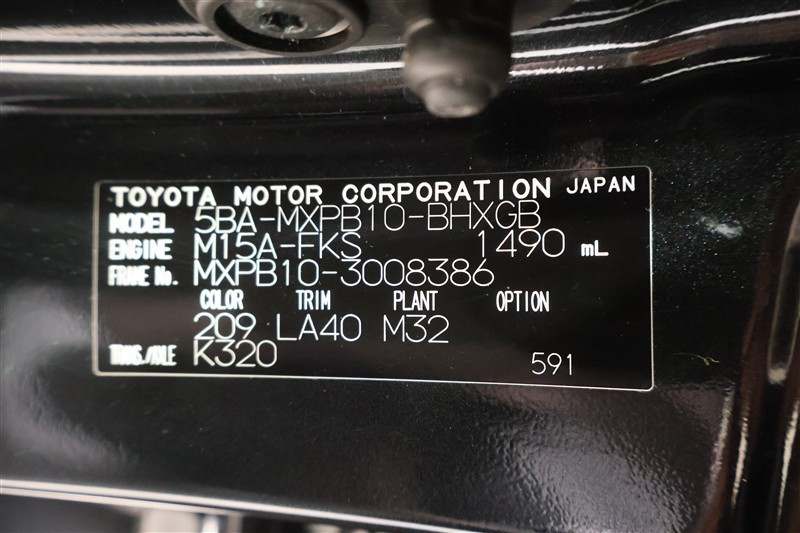 TOYOTA MOTOR CORPORATION JAPAN
MODEL 5BA-MXPB10-BHXGB
ENGINE M15A-FKS 1490 mL
FRAME No. MXPB10-3008386
COLOR TRIM PLANT OPTION
209 LA40 M32
TRANS./AXLE K320 591